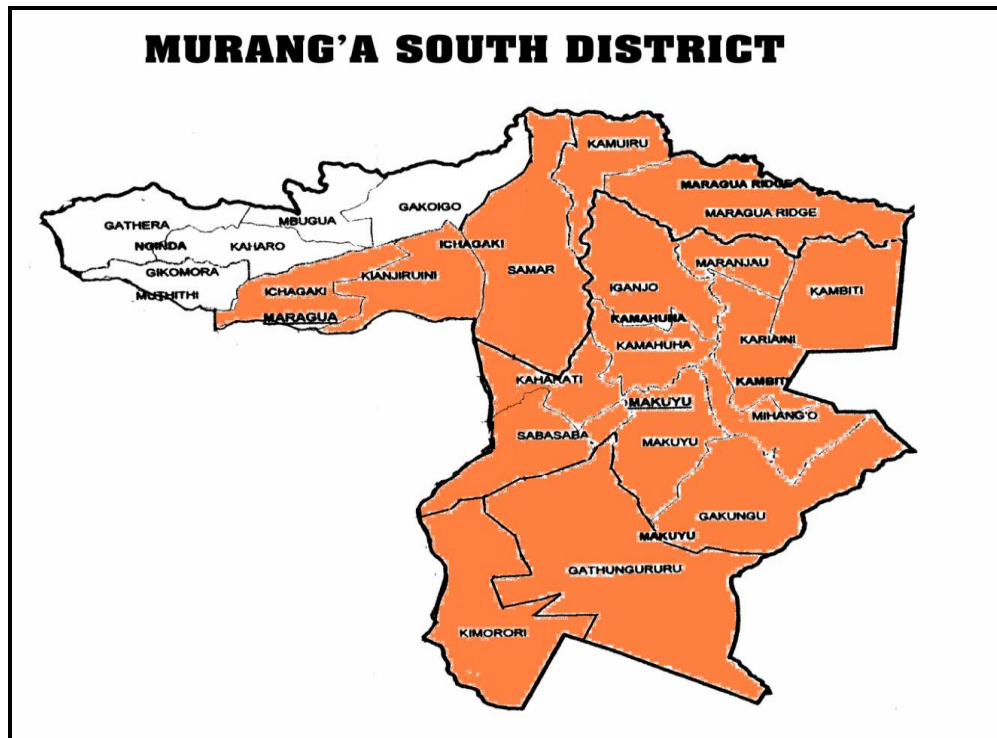 MURANG'A SOUTH DISTRICT
KAMUIRU
MARAGUA RIDGE
GAKOIGO
MARAGUA RIDGE
MBUGUA
GATHERA
NGINDA
KAHARO
ICHAGAKI
GIKOMORA
KIANJIRUINI
SAMAR
MARANJAU
IGANJO
KAMBITI
ICHAGAKI
MUTHITHI
MARAGUA
KAMAHUHA
KAMAHUHA
KARIAINI
KAHARATI
KAMBITI
MAKUYU
MIHANG'O
SABASABA
MAKUYU
GAKUNGU
MAKUYU
GATHUNGURURU
KIMORORI